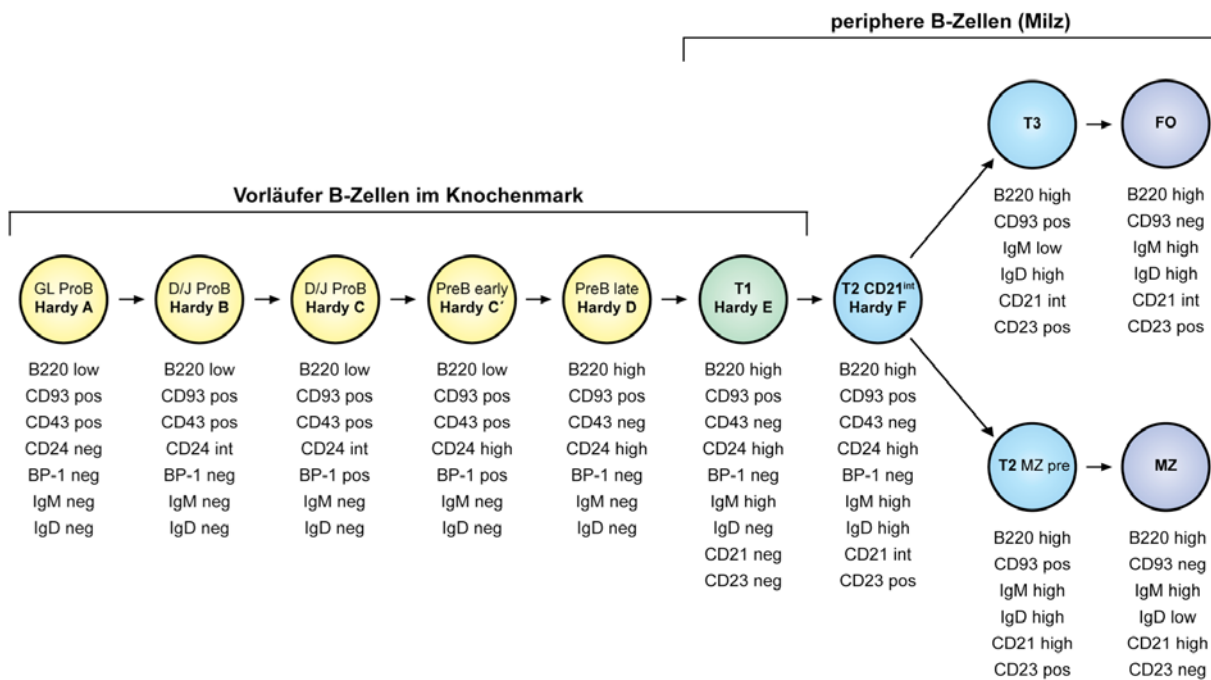 periphere B-Zellen (Milz)
T3
FO
B220 high
CD93 pos
IgM low
IgD high
CD21 int
CD23 pos
B220 high
CD93 neg
IgM high
IgD high
CD21 int
CD23 pos
Vorläufer B-Zellen im Knochenmark
GL ProB
Hardy A
D/J ProB
Hardy B
D/J ProB
Hardy C
PreB early
Hardy C´
PreB late
Hardy D
T1
Hardy E
T2 CD21int
Hardy F
B220 low
CD93 pos
CD43 pos
CD24 neg
BP-1 neg
IgM neg
IgD neg
B220 low
CD93 pos
CD43 pos
CD24 int
BP-1 neg
IgM neg
IgD neg
B220 low
CD93 pos
CD43 pos
CD24 int
BP-1 pos
IgM neg
IgD neg
B220 low
CD93 pos
CD43 pos
CD24 high
BP-1 pos
IgM neg
IgD neg
B220 high
CD93 pos
CD43 neg
CD24 high
BP-1 neg
IgM neg
IgD neg
B220 high
CD93 pos
CD43 neg
CD24 high
BP-1 neg
IgM high
IgD neg
CD21 neg
CD23 neg
B220 high
CD93 pos
CD43 neg
CD24 high
BP-1 neg
IgM high
IgD high
CD21 int
CD23 pos
T2 MZ pre
MZ
B220 high
CD93 pos
IgM high
IgD high
CD21 high
CD23 pos
B220 high
CD93 neg
IgM high
IgD low
CD21 high
CD23 neg